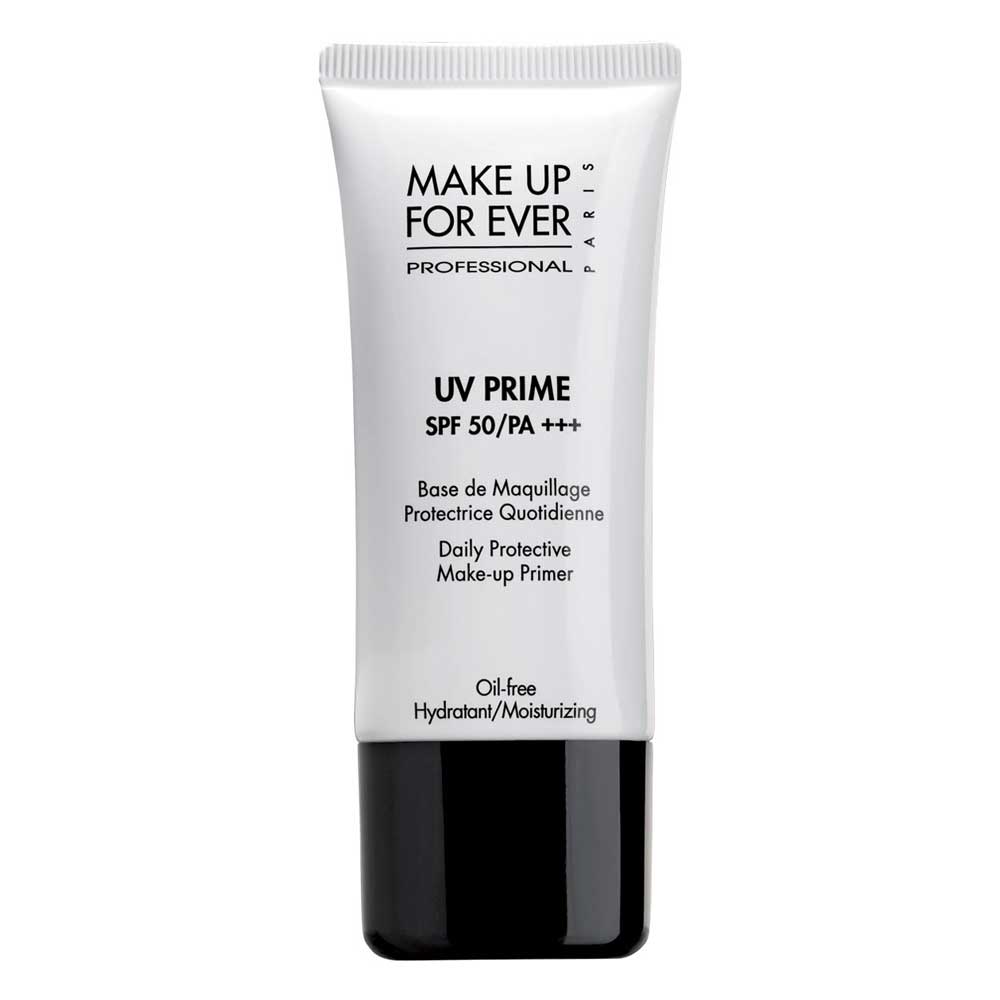 MAKE UP
FOR EVER
PROFESSIONAL
PARIS
UV PRIME
SPF 50/PA +++
Base de Maquillage
Protectrice Quotidienne
Daily Protective
Make-up Primer
Oil-free
Hydratant/Moisturizing